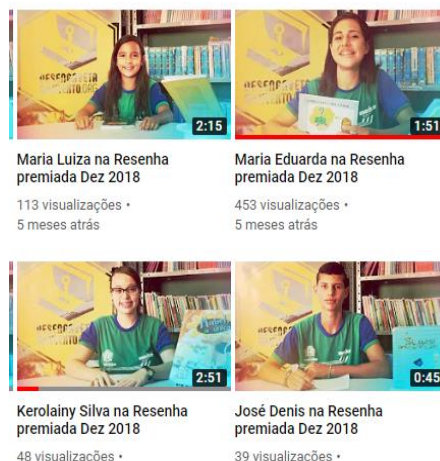 2:15
1:51
Maria Luiza na Resenha
premiada Dez 2018
113 visualizações •
5 meses atrás
Maria Eduarda na Resenha
premiada Dez 2018
453 visualizações •
5 meses atrás
2:51
0:45
Kerolainy Silva na Resenha
premiada Dez 2018
48 visualizações •
José Denis na Resenha
premiada Dez 2018
39 visualizações •